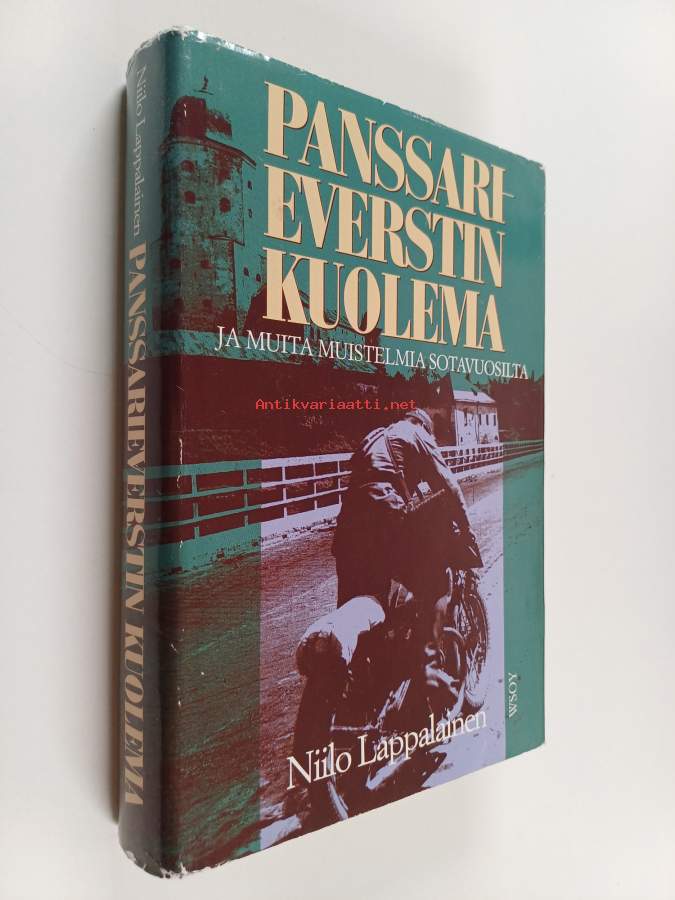 Niilo Lappalainen PANSSARIEVERSTIN KUOLEMA
PANSSARI-
EVERSTIN
KUOLEMA
JA MUITA MUISTELMIA SOTAVUOSILTA
Antikvariaatti.net
WSOY
Niilo Lappalainen